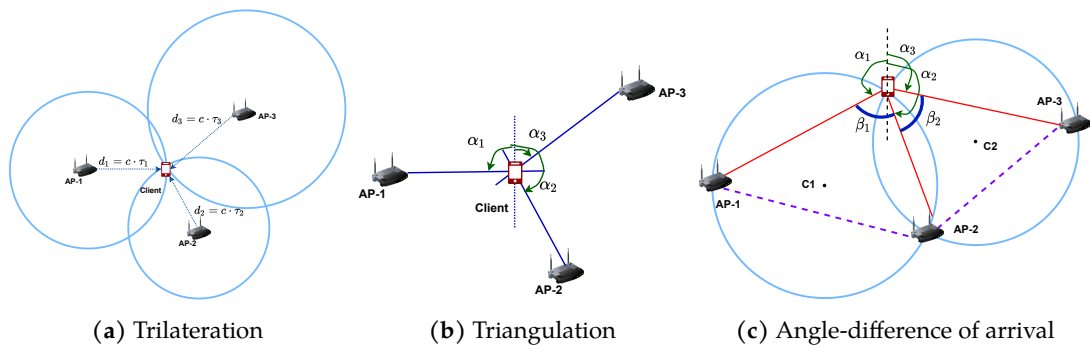 d₃ = c · τ₃
AP-3
d₁ = c · τ₁
AP-1
Client
d₂ = c · τ₂
AP-2
(a) Trilateration
AP-3
α₁
α₃
AP-1
α₂
Client
AP-2
(b) Triangulation
α₁
α₃
α₂
AP-3
β₁
β₂
C2
C1
AP-1
AP-2
(c) Angle-difference of arrival